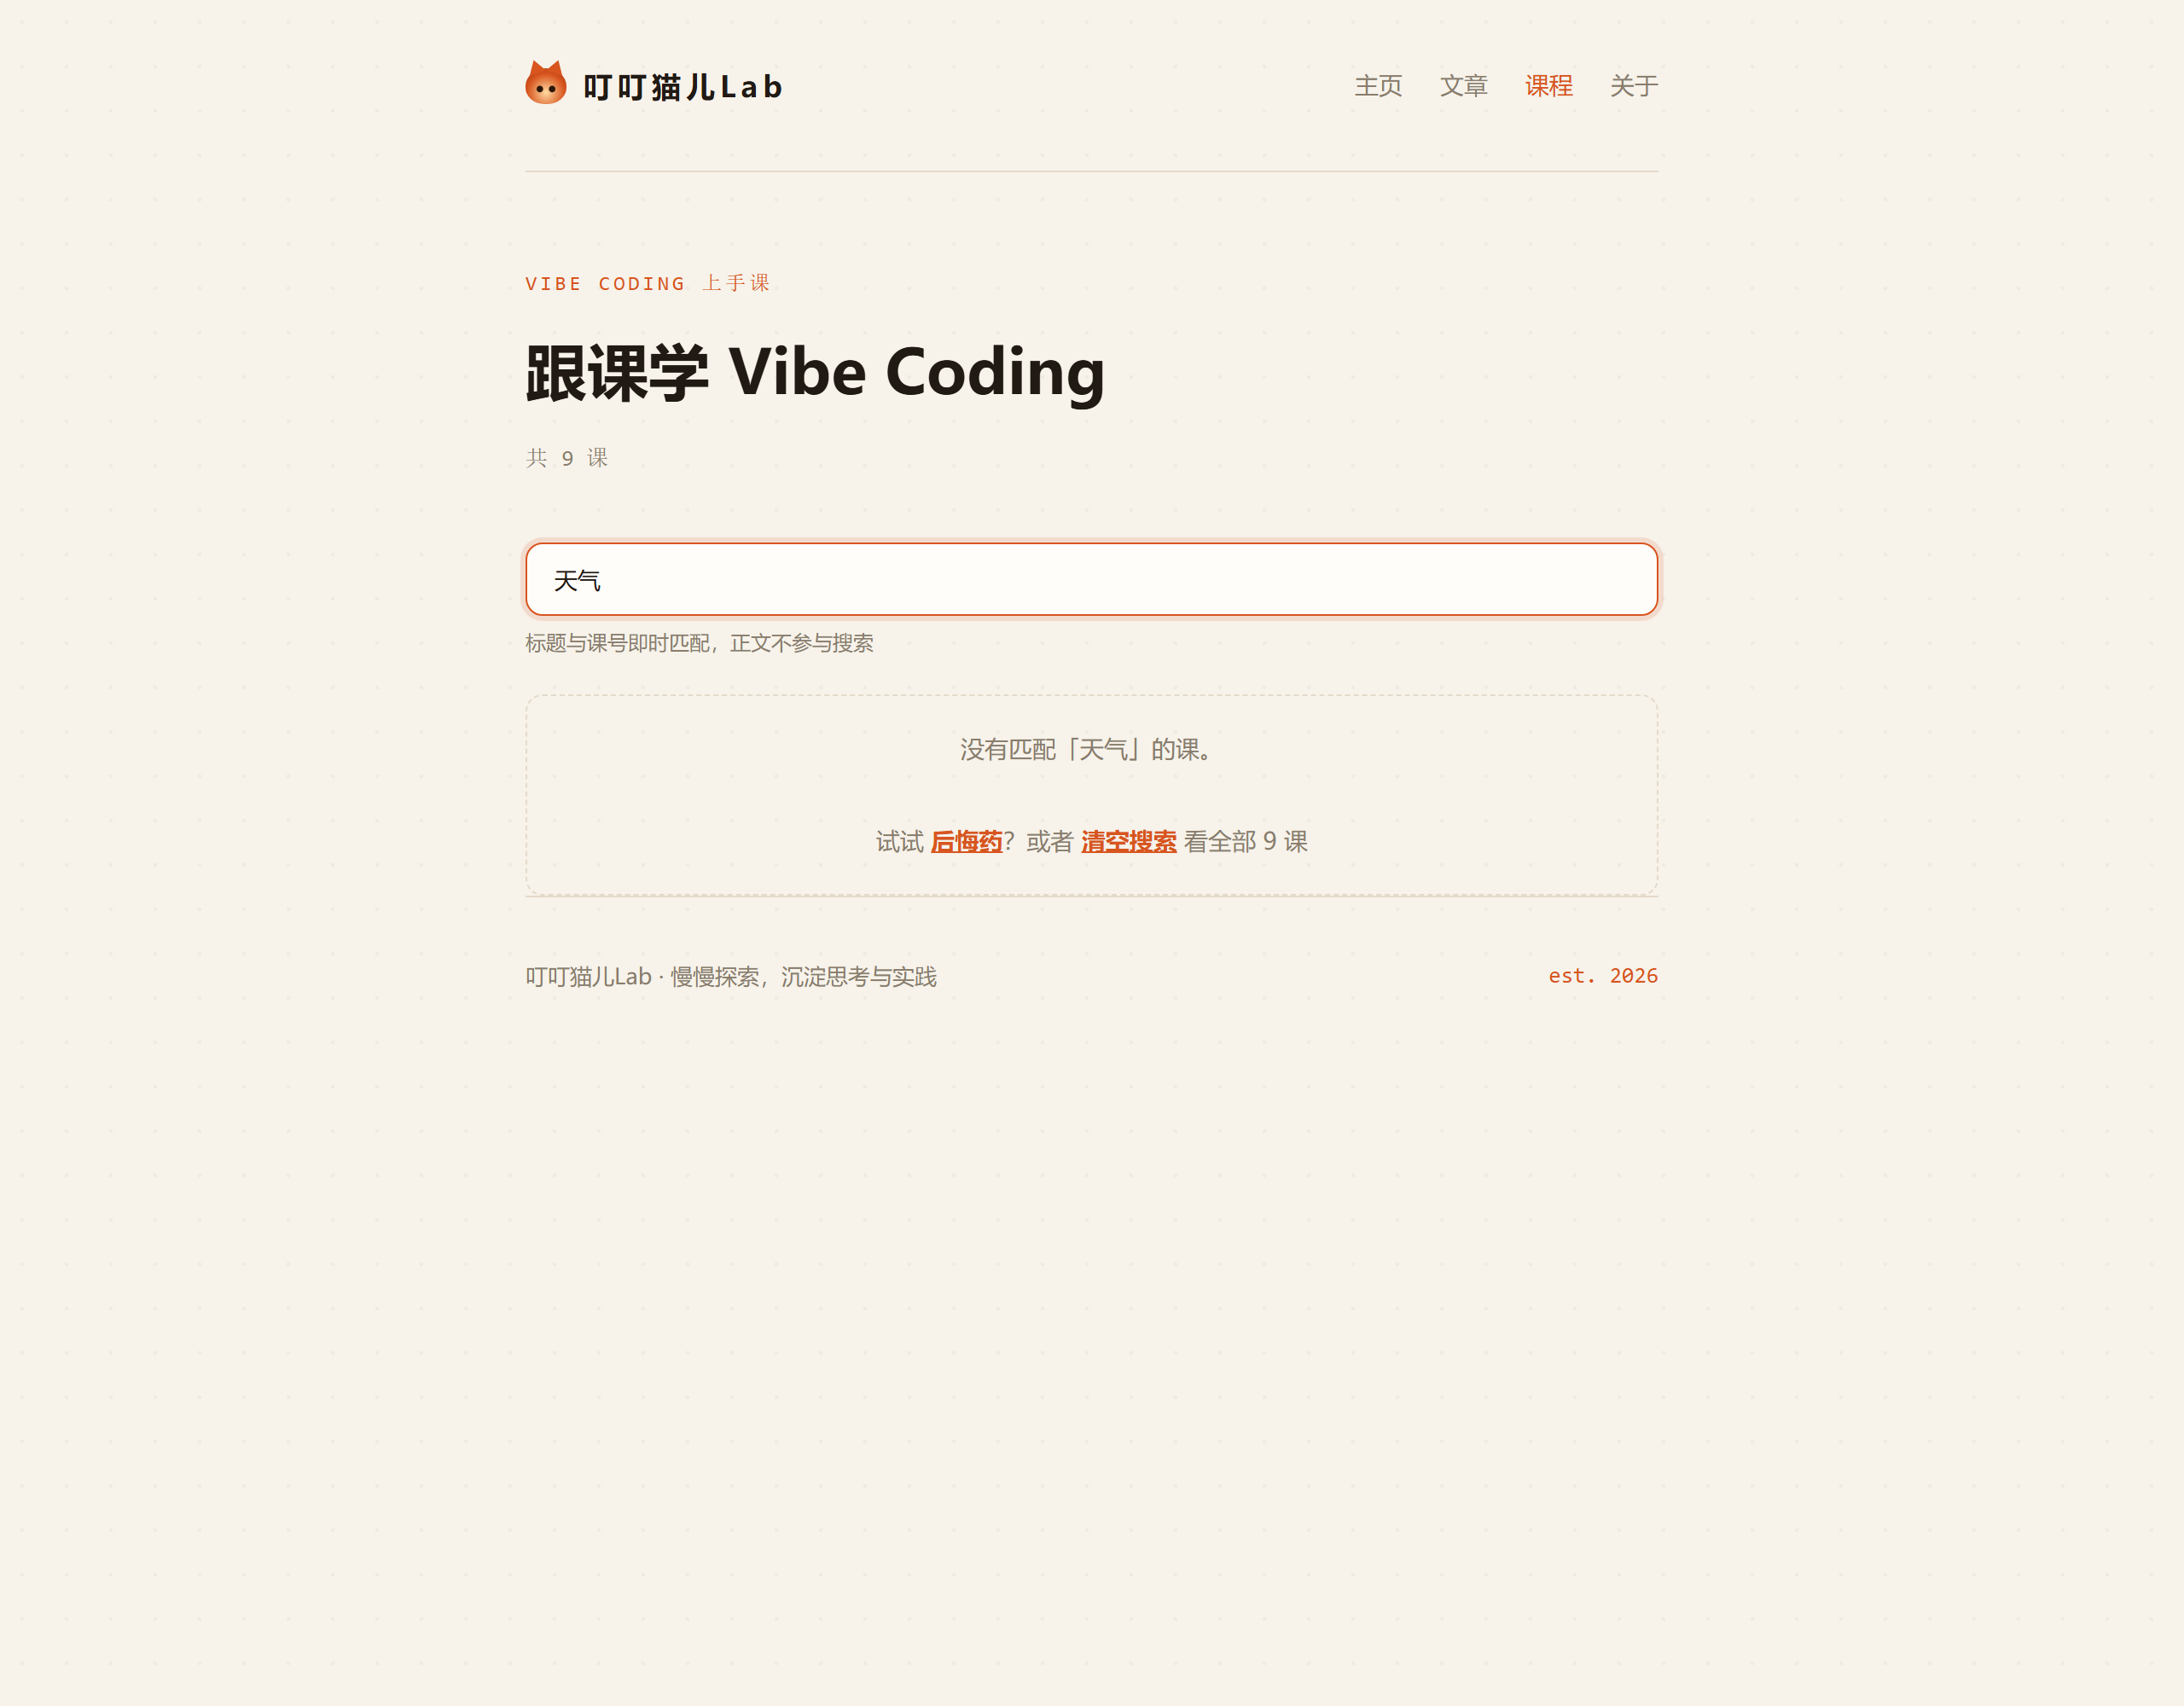 叮叮猫儿Lab
主页 文章 课程 关于
VIBE CODING 上手课
跟课学 Vibe Coding
共 9 课
天气
标题与课号即时匹配，正文不参与搜索
没有匹配「天气」的课。
试试 后悔药？或者 清空搜索 看全部 9 课
叮叮猫儿Lab · 慢慢探索，沉淀思考与实践
est. 2026